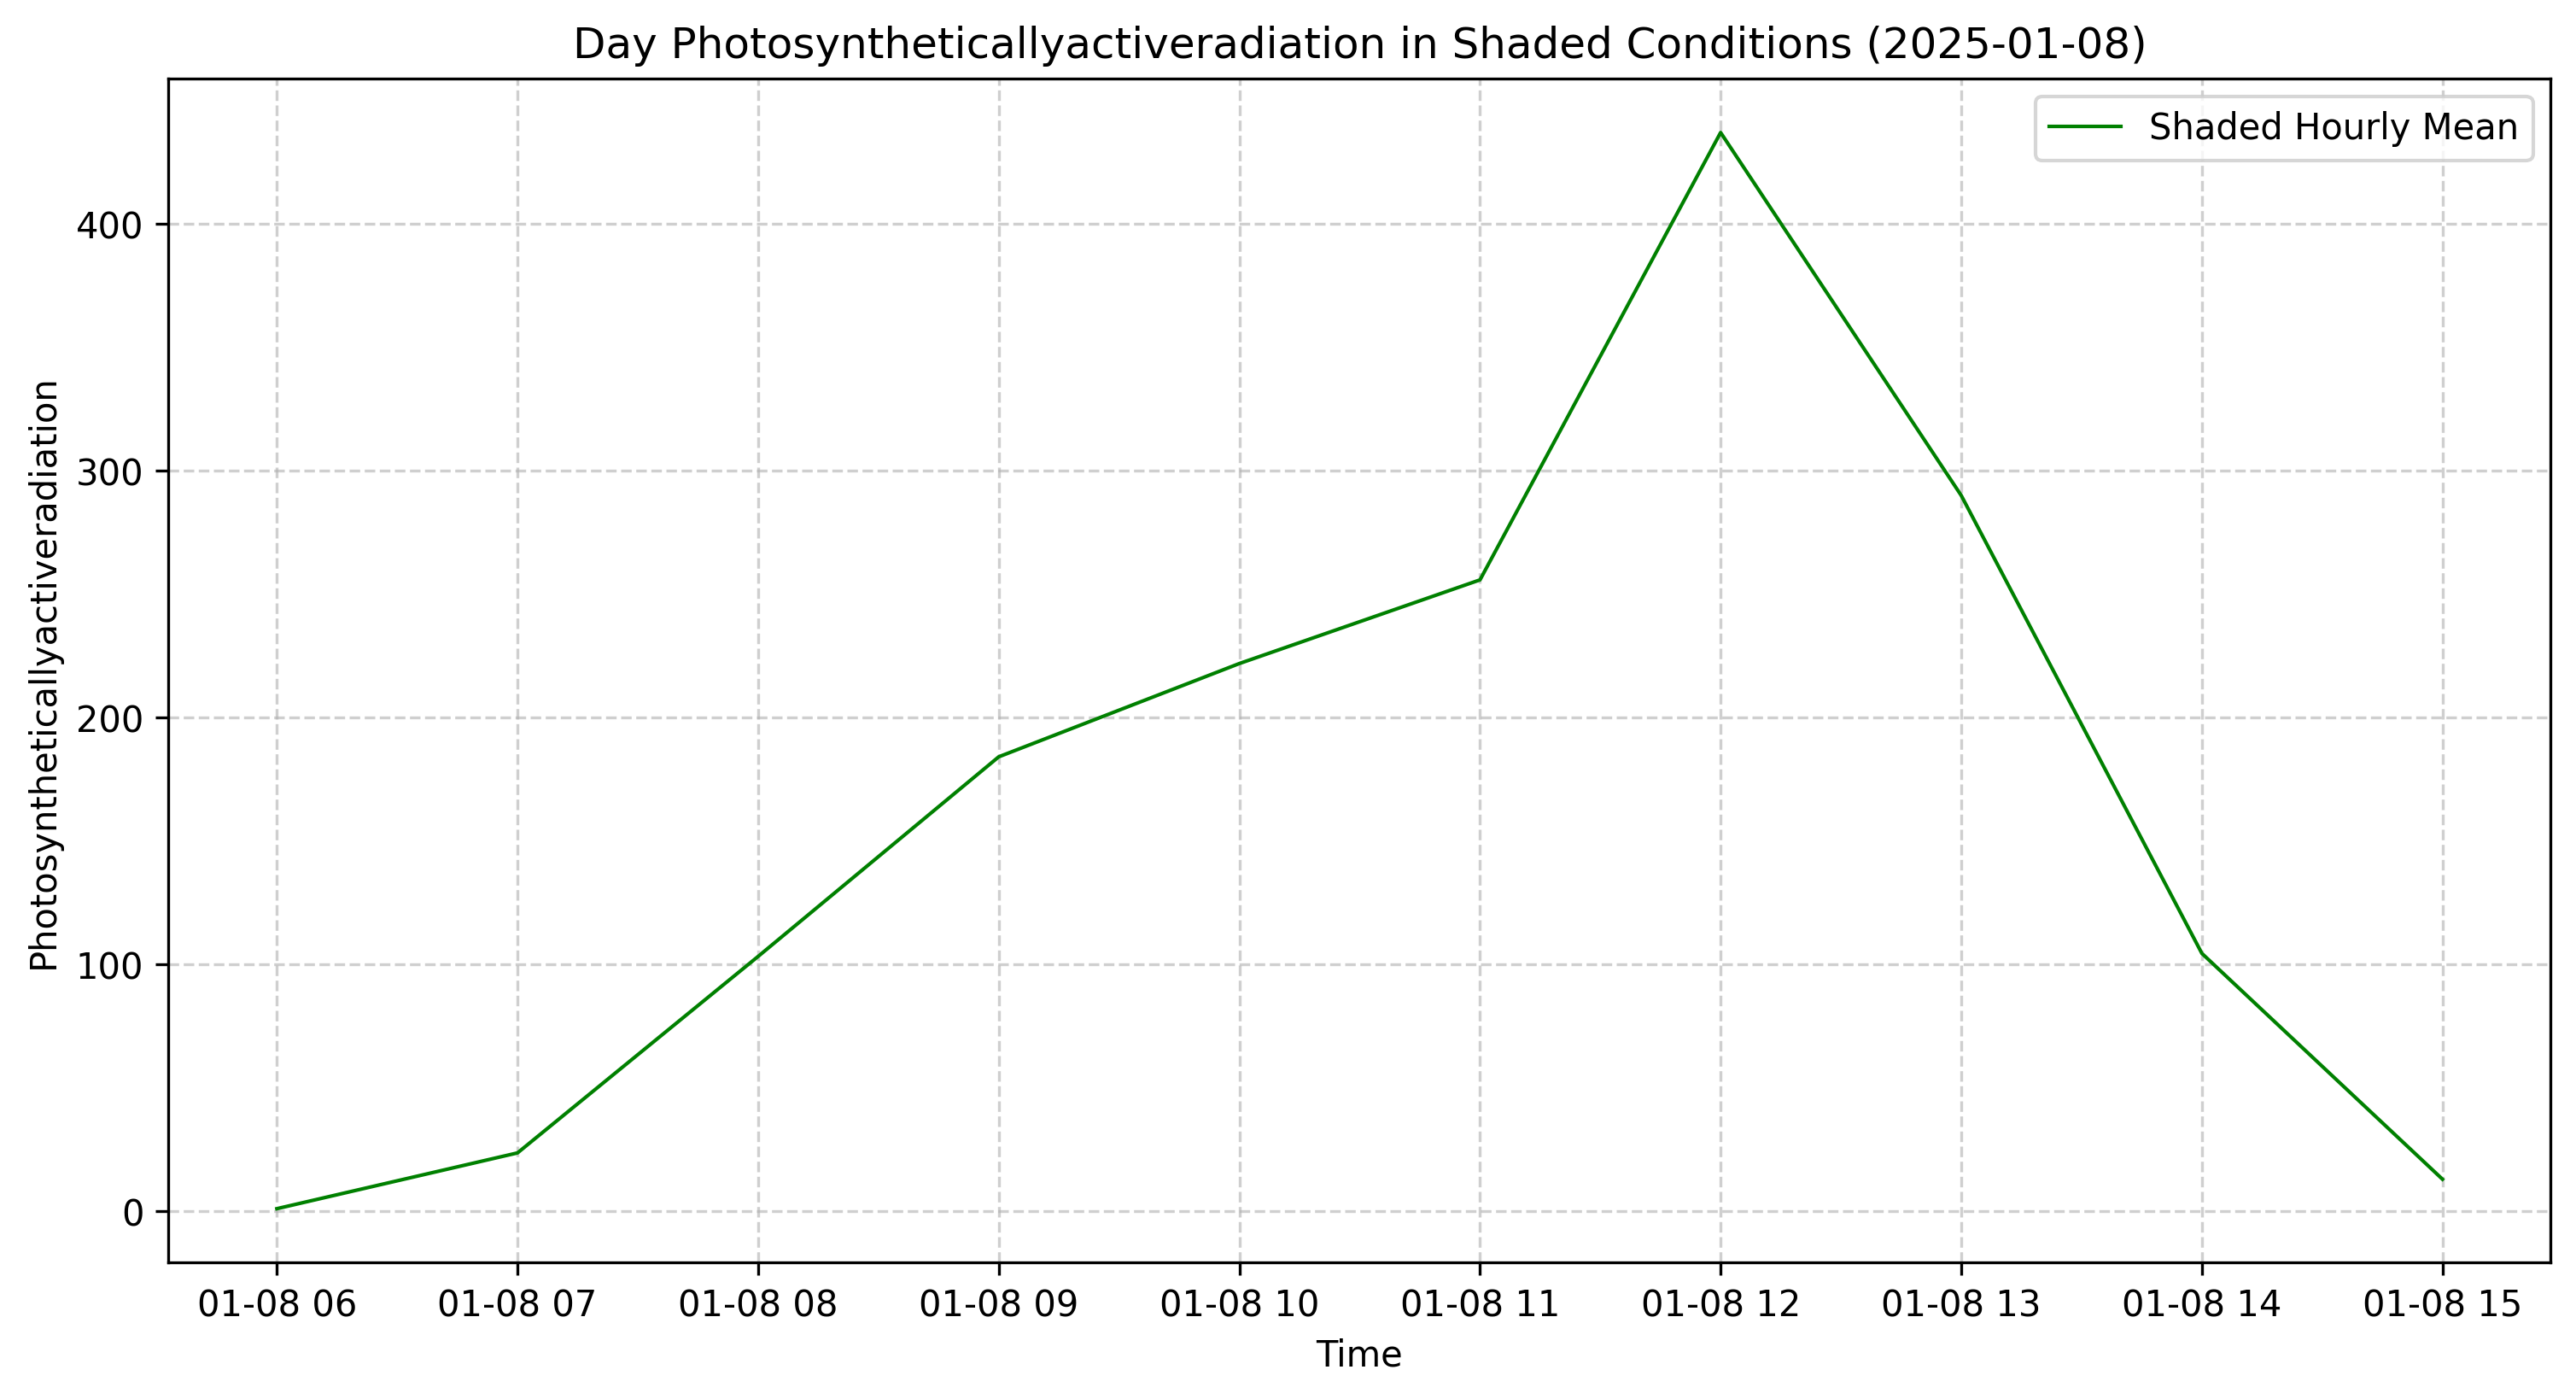 Day Photosyntheticallyactiveradiation in Shaded Conditions (2025-01-08)
Shaded Hourly Mean
Photosyntheticallyactiveradiation
400
300
200
100
0
01-08 06 01-08 07 01-08 08 01-08 09 01-08 10 01-08 11 01-08 12 01-08 13 01-08 14 01-08 15
Time